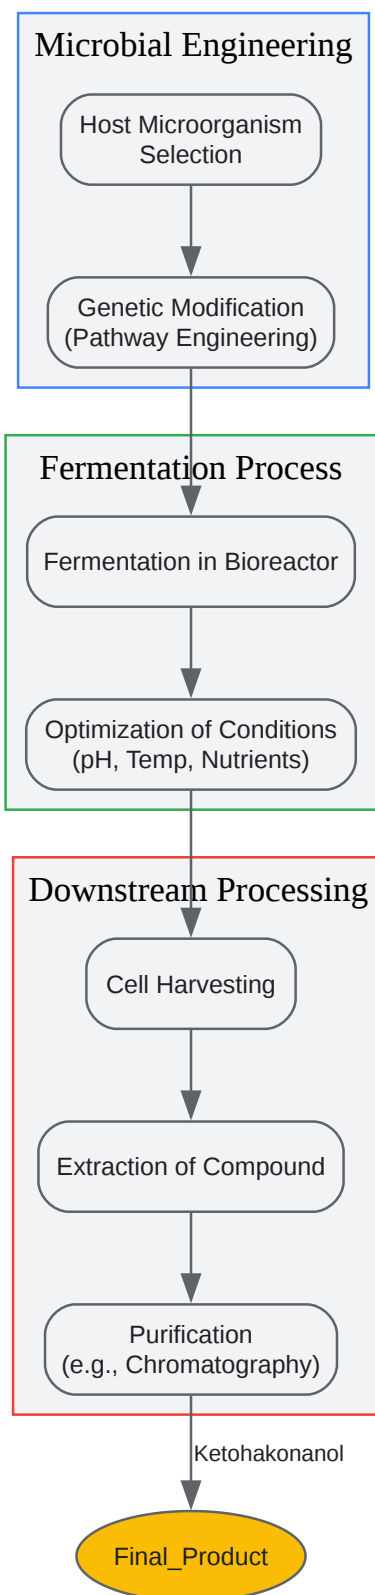 Microbial Engineering
Host Microorganism
Selection
Genetic Modification
(Pathway Engineering)
Fermentation Process
Fermentation in Bioreactor
Optimization of Conditions
(pH, Temp, Nutrients)
Downstream Processing
Cell Harvesting
Extraction of Compound
Purification
(e.g., Chromatography)
Ketohakonanol
Final_Product